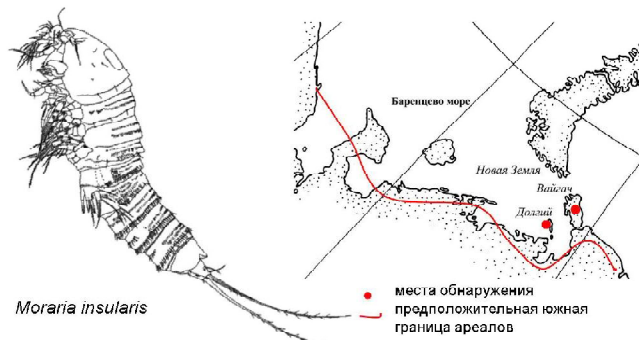 Баренцево море
Новая Земля
Вайгач
Долгий
Moraria insularis
места обнаружения
предположительная южная
граница ареалов